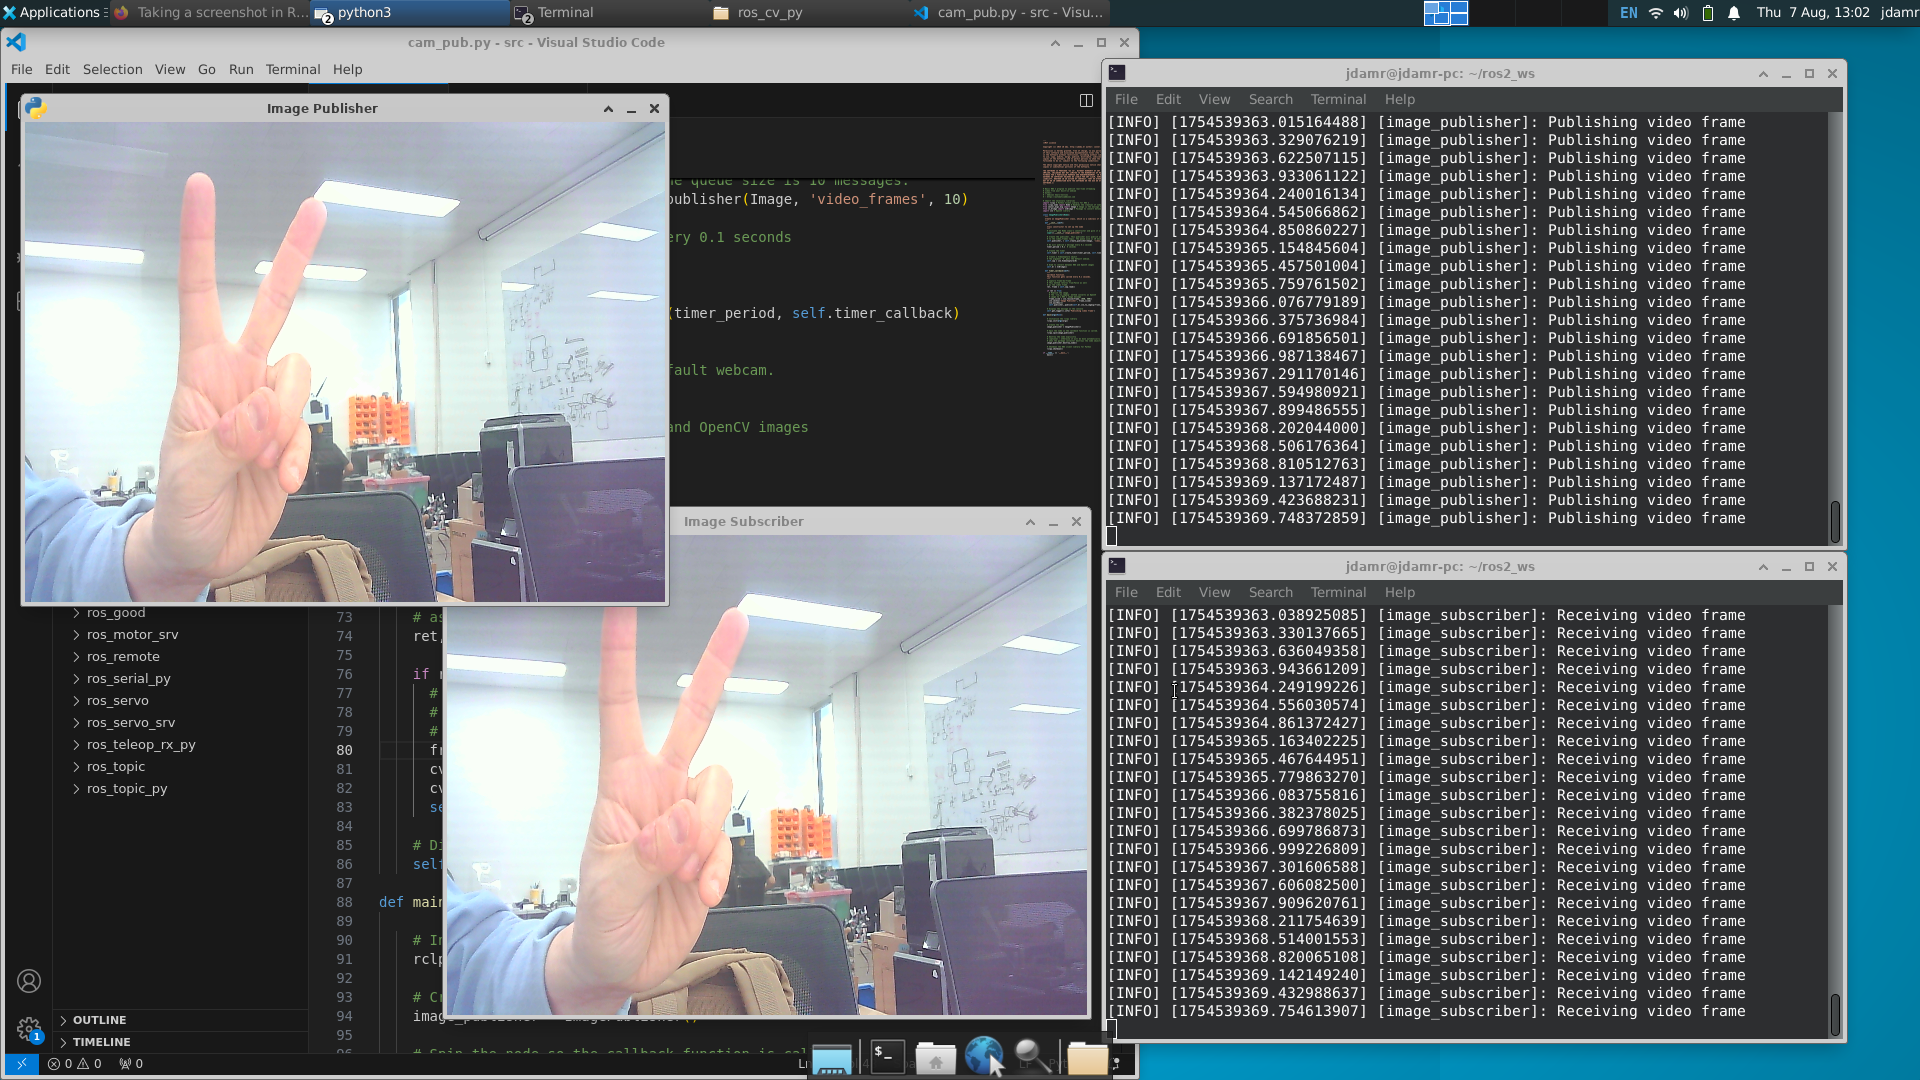 Applications
Taking a screenshot in R...
2
python3
2
Terminal
ros_cv_py
cam_pub.py - src - Visu...
EN
Thu 7 Aug, 13:02
jdamr
cam_pub.py - src - Visual Studio Code
File Edit Selection View Go Run Terminal Help
Image Publisher
ne queue size is 10 messages.
publisher(Image, 'video_frames', 10)
ery 0.1 seconds
(timer_period, self.timer_callback)
fault webcam.
and OpenCV images
Image Subscriber
ros_good
ros_motor_srv
ros_remote
ros_serial_py
ros_servo
ros_servo_srv
ros_teleop_rx_py
ros_topic
ros_topic_py
OUTLINE
TIMELINE
1
73 # as
74 ret,
75
76 if r
77 #
78 #
79 #
80 fr
81 cv
82 cv
83 se
84
85 # Di
86 self
87
88 def main
89
90 # In
91 rclp
92
93 # Cr
94 image_publisher = ImagePublisher()
95
96 # Spin the node so the callback function is cal
0 0 0
jdamr@jdamr-pc: ~/ros2_ws
File Edit View Search Terminal Help
[INFO] [1754539363.015164488] [image_publisher]: Publishing video frame
[INFO] [1754539363.329076219] [image_publisher]: Publishing video frame
[INFO] [1754539363.622507115] [image_publisher]: Publishing video frame
[INFO] [1754539363.933061122] [image_publisher]: Publishing video frame
[INFO] [1754539364.240016134] [image_publisher]: Publishing video frame
[INFO] [1754539364.545066862] [image_publisher]: Publishing video frame
[INFO] [1754539364.850860227] [image_publisher]: Publishing video frame
[INFO] [1754539365.154845604] [image_publisher]: Publishing video frame
[INFO] [1754539365.457501004] [image_publisher]: Publishing video frame
[INFO] [1754539365.759761502] [image_publisher]: Publishing video frame
[INFO] [1754539366.076779189] [image_publisher]: Publishing video frame
[INFO] [1754539366.375736984] [image_publisher]: Publishing video frame
[INFO] [1754539366.691856501] [image_publisher]: Publishing video frame
[INFO] [1754539366.987138467] [image_publisher]: Publishing video frame
[INFO] [1754539367.291170146] [image_publisher]: Publishing video frame
[INFO] [1754539367.594980921] [image_publisher]: Publishing video frame
[INFO] [1754539367.899486555] [image_publisher]: Publishing video frame
[INFO] [1754539368.202044000] [image_publisher]: Publishing video frame
[INFO] [1754539368.506176364] [image_publisher]: Publishing video frame
[INFO] [1754539368.810512763] [image_publisher]: Publishing video frame
[INFO] [1754539369.137172487] [image_publisher]: Publishing video frame
[INFO] [1754539369.423688231] [image_publisher]: Publishing video frame
[INFO] [1754539369.748372859] [image_publisher]: Publishing video frame
jdamr@jdamr-pc: ~/ros2_ws
File Edit View Search Terminal Help
[INFO] [1754539363.038925085] [image_subscriber]: Receiving video frame
[INFO] [1754539363.330137665] [image_subscriber]: Receiving video frame
[INFO] [1754539363.636049358] [image_subscriber]: Receiving video frame
[INFO] [1754539363.943661209] [image_subscriber]: Receiving video frame
[INFO] [1754539364.249199226] [image_subscriber]: Receiving video frame
[INFO] [1754539364.556030574] [image_subscriber]: Receiving video frame
[INFO] [1754539364.861372427] [image_subscriber]: Receiving video frame
[INFO] [1754539365.163402225] [image_subscriber]: Receiving video frame
[INFO] [1754539365.467644951] [image_subscriber]: Receiving video frame
[INFO] [1754539365.779863270] [image_subscriber]: Receiving video frame
[INFO] [1754539366.083755816] [image_subscriber]: Receiving video frame
[INFO] [1754539366.382378025] [image_subscriber]: Receiving video frame
[INFO] [1754539366.699786873] [image_subscriber]: Receiving video frame
[INFO] [1754539366.999226809] [image_subscriber]: Receiving video frame
[INFO] [1754539367.301606588] [image_subscriber]: Receiving video frame
[INFO] [1754539367.606082500] [image_subscriber]: Receiving video frame
[INFO] [1754539367.909620761] [image_subscriber]: Receiving video frame
[INFO] [1754539368.211754639] [image_subscriber]: Receiving video frame
[INFO] [1754539368.514001553] [image_subscriber]: Receiving video frame
[INFO] [1754539368.820065108] [image_subscriber]: Receiving video frame
[INFO] [1754539369.142149240] [image_subscriber]: Receiving video frame
[INFO] [1754539369.432988637] [image_subscriber]: Receiving video frame
[INFO] [1754539369.754613907] [image_subscriber]: Receiving video frame